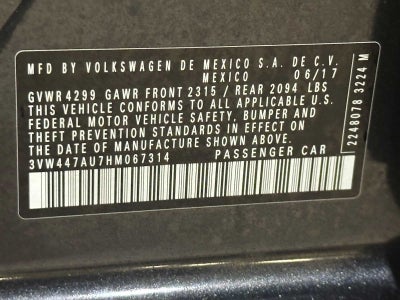 MFD BY VOLKSWAGEN DE MEXICO S.A. DE C.V.
MEXICO 06/17
GVWR 4299 GAWR FRONT 2315 / REAR 2094 LBS
THIS VEHICLE CONFORMS TO ALL APPLICABLE U.S.
FEDERAL MOTOR VEHICLE SAFETY, BUMPER AND
THEFT PREVENTION STANDARDS IN EFFECT ON
THE DATE OF MANUFACTURE SHOWN ABOVE.
3VW447AU7HM067314 PASSENGER CAR
2248078 3224 M